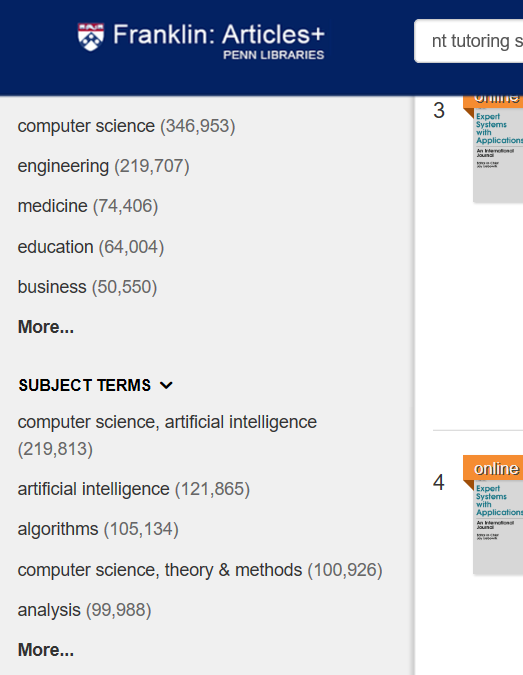 Franklin: Articles+
PENN LIBRARIES
nt tutoring s
computer science (346,953)
engineering (219,707)
medicine (74,406)
education (64,004)
business (50,550)
More...
SUBJECT TERMS
computer science, artificial intelligence
(219,813)
artificial intelligence (121,865)
algorithms (105,134)
computer science, theory & methods (100,926)
analysis (99,988)
More...
3
online
Expert
Systems
with
Applications
An International
Journal
4
online
Expert
Systems
with
Applications
An International
Journal